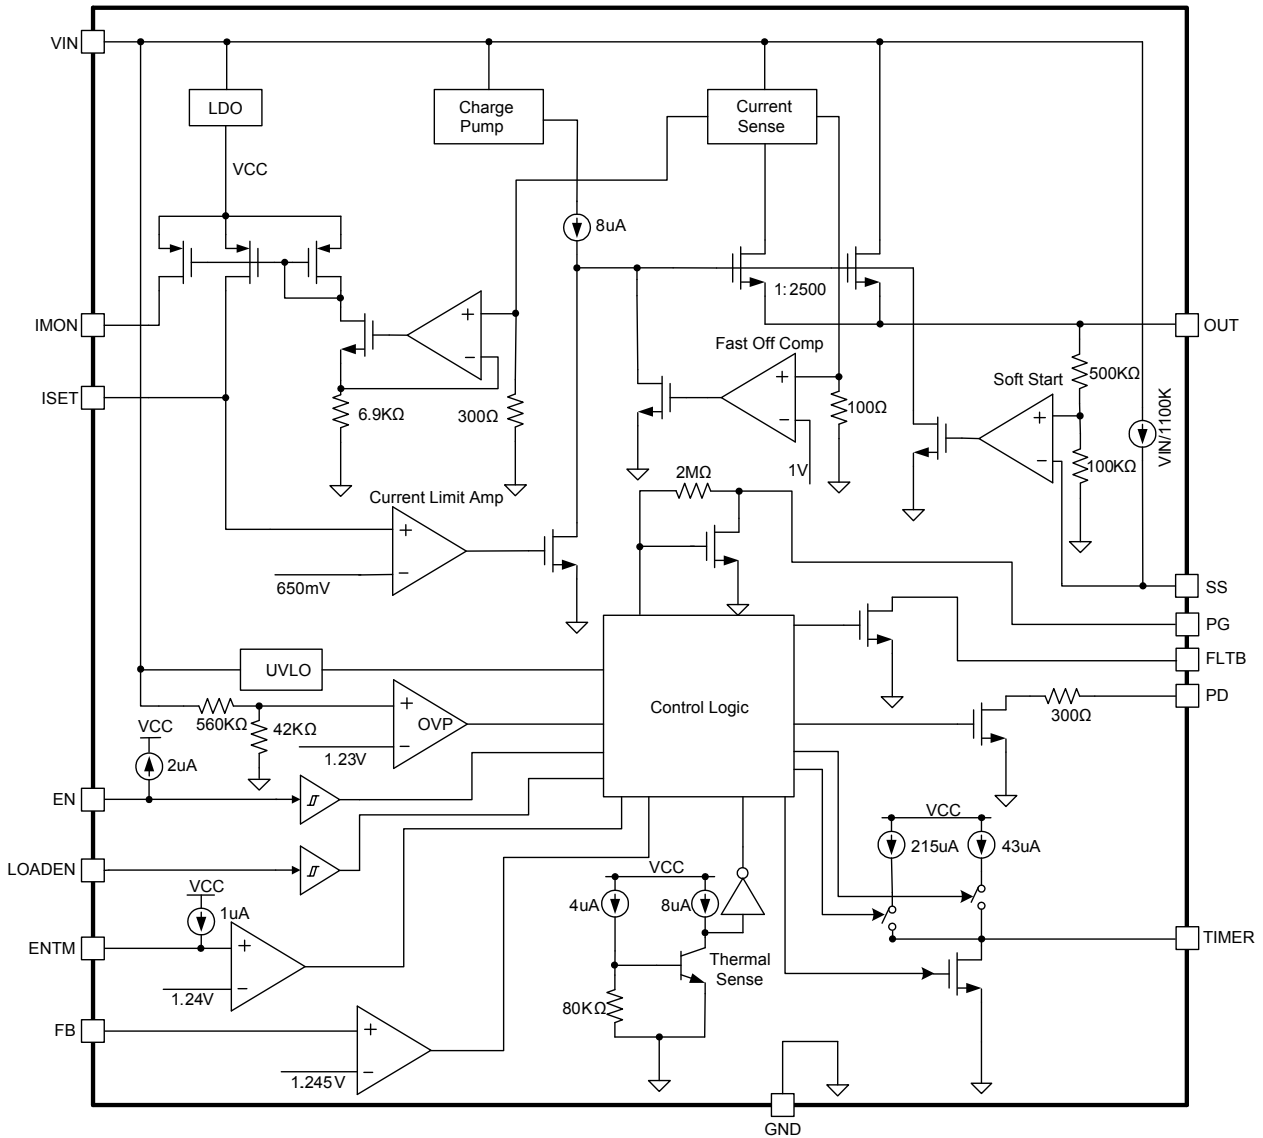 VIN
LDO
Charge
Pump
Current
Sense
VCC
8uA
1:2500
IMON
OUT
Fast Off Comp
500KΩ
Soft Start
ISET
6.9KΩ
300Ω
100Ω
VIN/1100K
1V
100KΩ
2MΩ
Current Limit Amp
650mV
SS
PG
FLTB
UVLO
PD
Control Logic
300Ω
560KΩ
42KΩ
OVP
VCC
1.23V
2uA
EN
VCC
215uA
43uA
LOADEN
VCC
VCC
1uA
4uA
8uA
ENTM
TIMER
Thermal
Sense
1.24V
80KΩ
FB
1.245V
GND